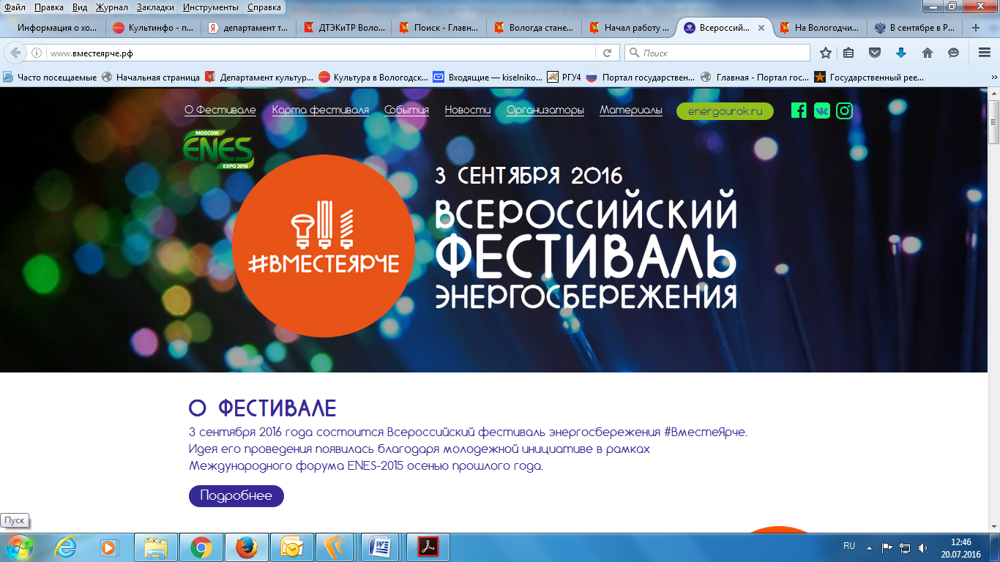 Файл Правка Вид Журнал Закладки Инструменты Справка
Информация о хо...
Культинфо - п...
департамент т...
ДТЭКиТР Воло...
Поиск - Главн...
Вологда стане...
Начал работу ...
Всероссий...
На Вологодчи...
В сентябре в Р...
www.вместеярче.рф
Поиск
Часто посещаемые
Начальная страница
Департамент культур...
Культура в Вологодск...
Входящие — kiselniko...
РГУ4
Портал государствен...
Главная - Портал гос...
Государственный рее...
О Фестивале
Карта фестиваля
События
Новости
Организаторы
Материалы
energourok.ru
MOSCOW
ENES
EXPO 2016
#ВМЕСТЕЯРЧЕ
3 СЕНТЯБРЯ 2016
ВСЕРОССИЙСКИЙ
ФЕСТИВАЛЬ
ЭНЕРГОСБЕРЕЖЕНИЯ
О ФЕСТИВАЛЕ
3 сентября 2016 года состоится Всероссийский фестиваль энергосбережения #ВместеЯрче.
Идея его проведения появилась благодаря молодежной инициативе в рамках
Международного форума ENES-2015 осенью прошлого года.
Подробнее
Пуск
RU
12:46
20.07.2016